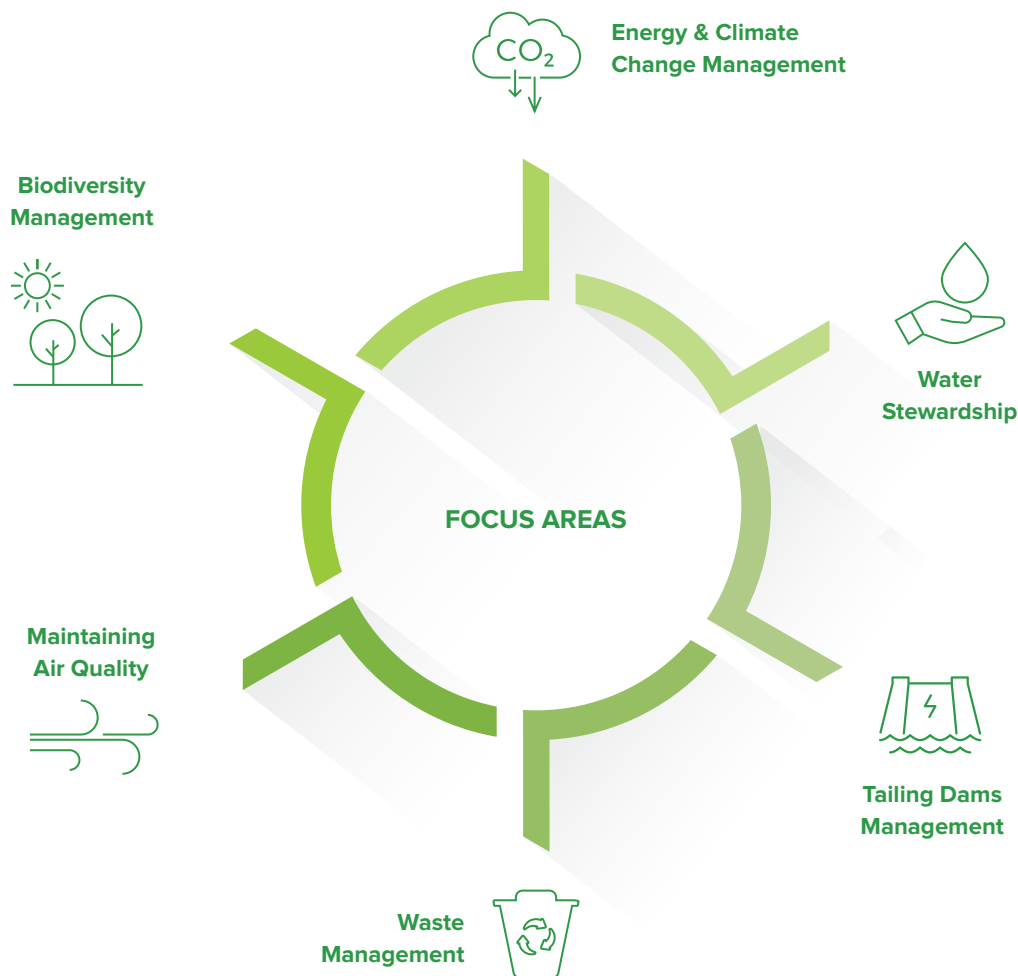 CO₂
Energy & Climate
Change Management
Biodiversity
Management
Water
Stewardship
FOCUS AREAS
Maintaining
Air Quality
Tailing Dams
Management
Waste
Management